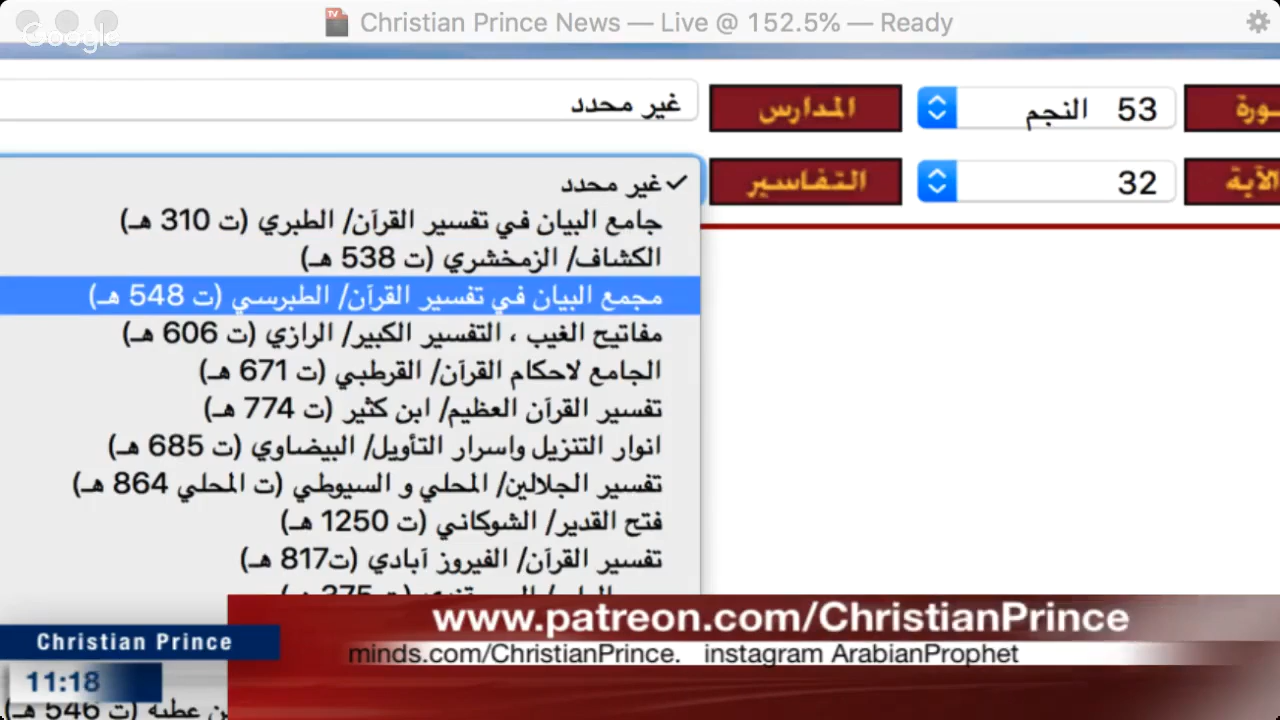 Christian Prince News — Live @ 152.5% — Ready
Google
53 النجم
المدارس
غير محدد
32
التفاسير
غير محدد
جامع البيان في تفسير القرآن/ الطبري (ت 310 هـ)
الكشاف/ الزمخشري (ت 538 هـ)
مجمع البيان في تفسير القرآن/ الطبرسي (ت 548 هـ)
مفاتيح الغيب ، التفسير الكبير/ الرازي (ت 606 هـ)
الجامع لاحكام القرآن/ القرطبي (ت 671 هـ)
تفسير القرآن العظيم/ ابن كثير (ت 774 هـ)
انوار التنزيل واسرار التأويل/ البيضاوي (ت 685 هـ)
تفسير الجلالين/ المحلي و السيوطي (ت المحلي 864 هـ)
فتح القدير/ الشوكاني (ت 1250 هـ)
تفسير القرآن/ الفيروز آبادي (ت817 هـ)
www.patreon.com/ChristianPrince
Christian Prince
minds.com/ChristianPrince. instagram ArabianProphet
11:18
عطية (ت 546 هـ)